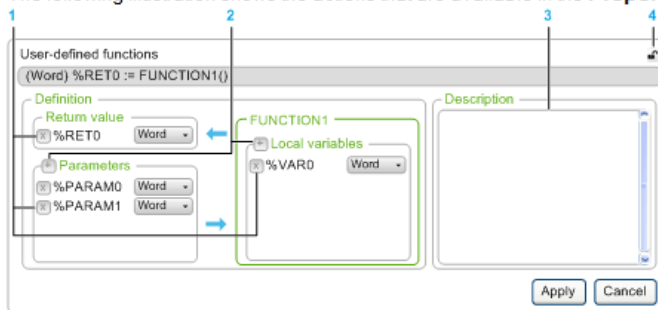 1 2 3 4
User-defined functions
(Word) %RET0 := FUNCTION1()
Definition
Return value
%RET0 Word
Parameters
%PARAM0 Word
%PARAM1 Word
FUNCTION1
Local variables
%VAR0 Word
Description
Apply Cancel